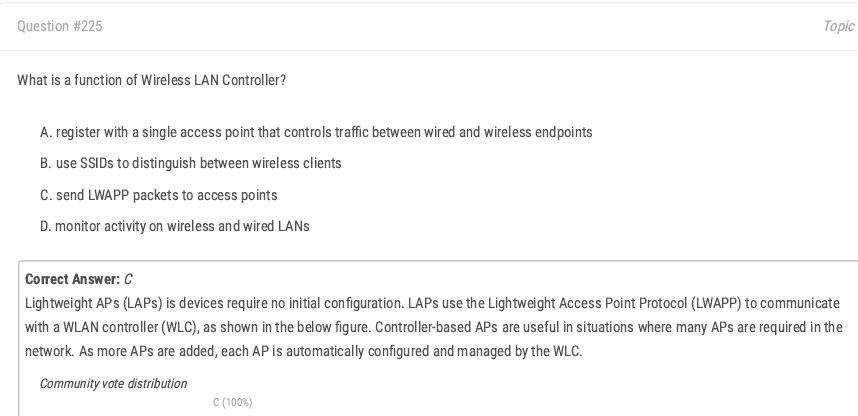 Question #225
Topic
What is a function of Wireless LAN Controller?
A. register with a single access point that controls traffic between wired and wireless endpoints
B. use SSIDs to distinguish between wireless clients
C. send LWAPP packets to access points
D. monitor activity on wireless and wired LANs
Correct Answer: C
Lightweight APs (LAPs) is devices require no initial configuration. LAPs use the Lightweight Access Point Protocol (LWAPP) to communicate
with a WLAN controller (WLC), as shown in the below figure. Controller-based APs are useful in situations where many APs are required in the
network. As more APs are added, each AP is automatically configured and managed by the WLC.
Community vote distribution
C (100%)